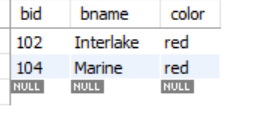 bid bname color
102 Interlake red
104 Marine red
NULL NULL NULL